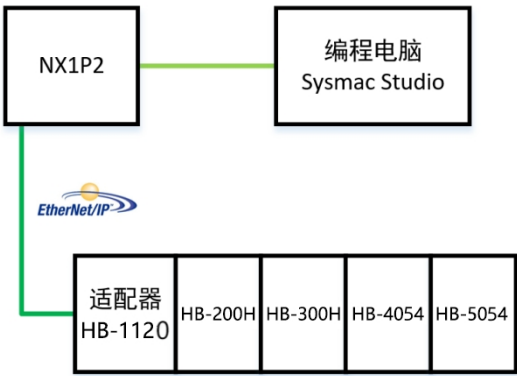 NX1P2
编程电脑
Sysmac Studio
EtherNet/IP
适配器
HB-1120
HB-200H
HB-300H
HB-4054
HB-5054